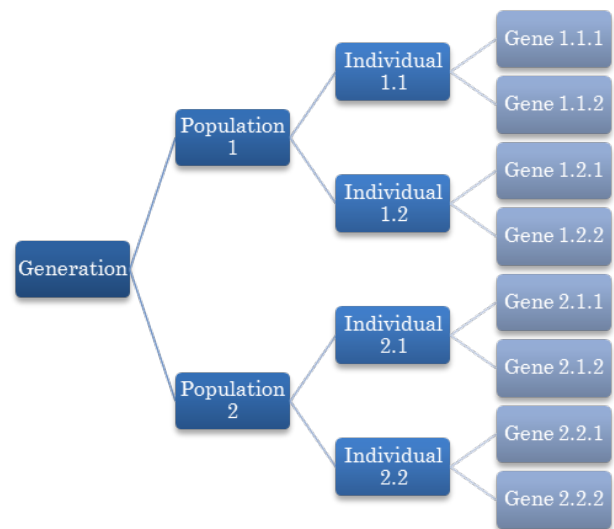 Generation
Population
1
Individual
1.1
Gene 1.1.1
Gene 1.1.2
Individual
1.2
Gene 1.2.1
Gene 1.2.2
Population
2
Individual
2.1
Gene 2.1.1
Gene 2.1.2
Individual
2.2
Gene 2.2.1
Gene 2.2.2